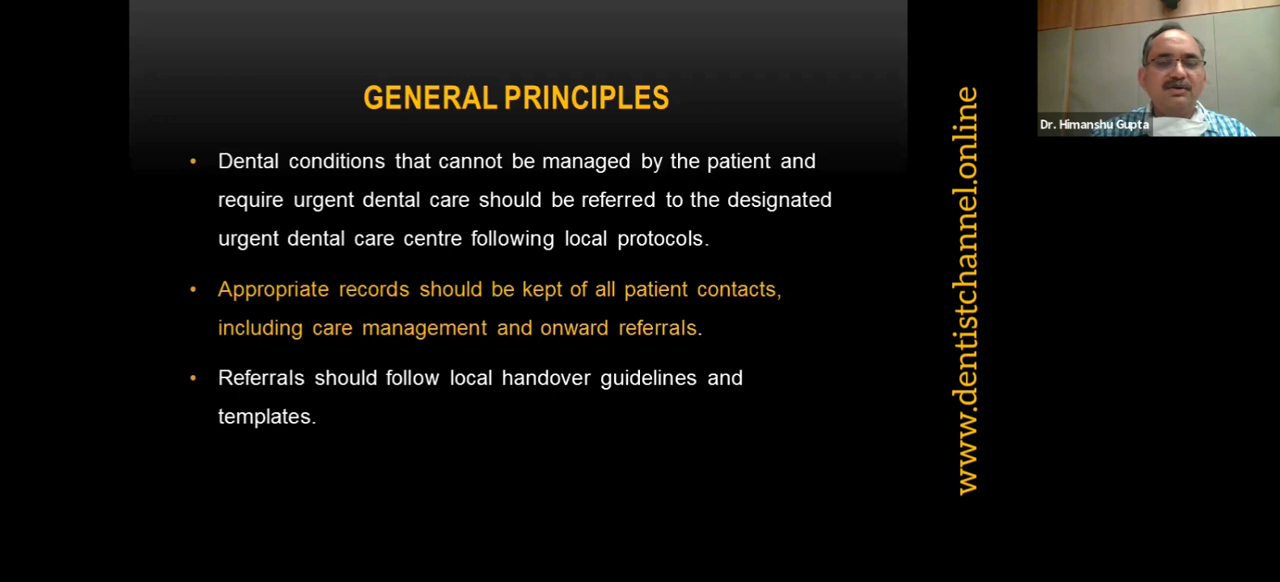 GENERAL PRINCIPLES
• Dental conditions that cannot be managed by the patient and
require urgent dental care should be referred to the designated
urgent dental care centre following local protocols.
• Appropriate records should be kept of all patient contacts,
including care management and onward referrals.
• Referrals should follow local handover guidelines and
templates.
www.dentistchannel.online
Dr. Himanshu Gupta